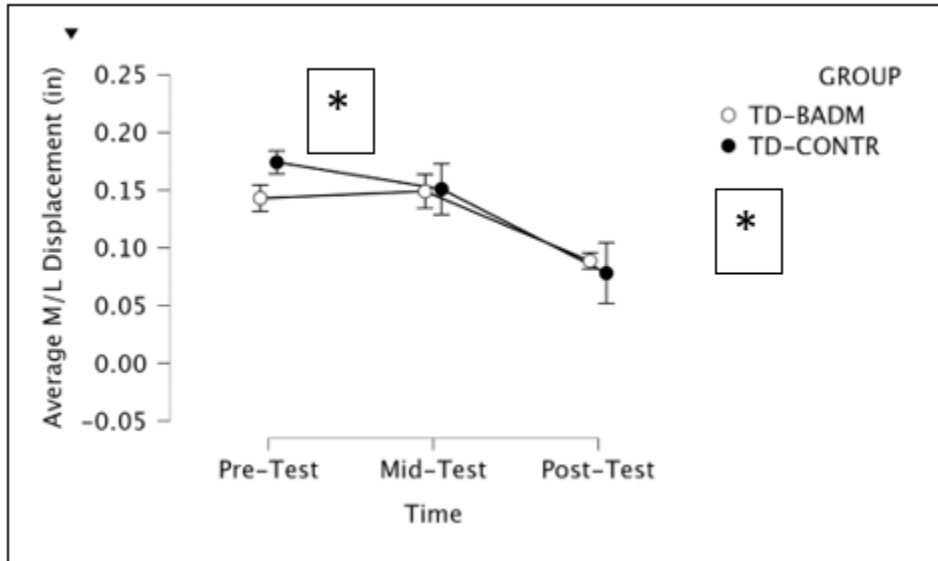 Average M/L Displacement (in)
0.25
0.20
0.15
0.10
0.05
0.00
−0.05
*
GROUP
TD-BADM
TD-CONTR
*
Pre-Test Mid-Test Post-Test
Time